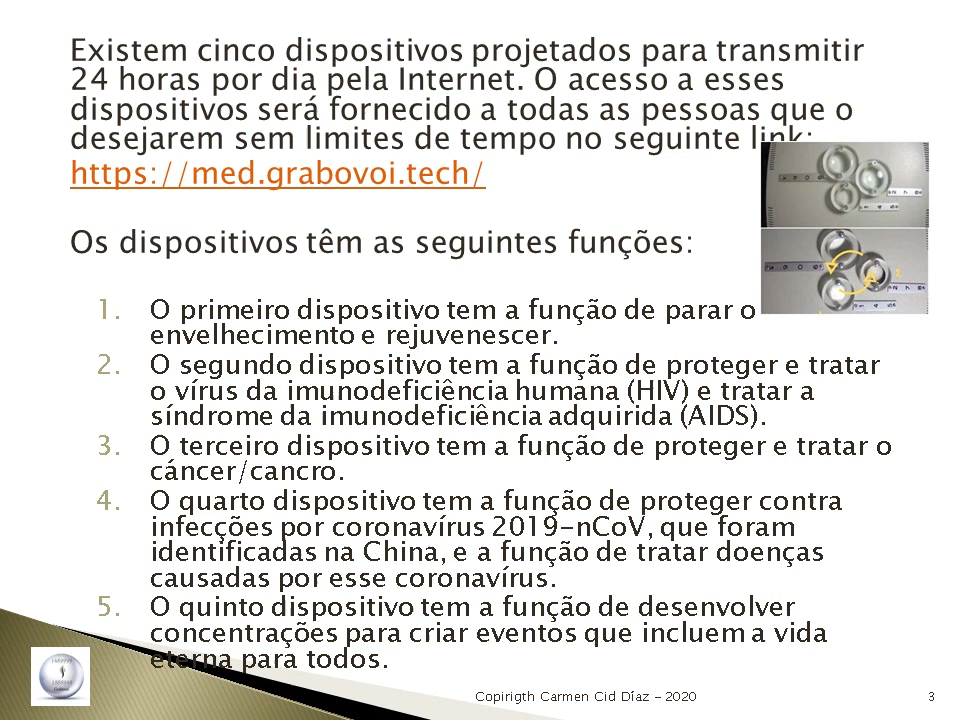 Existem cinco dispositivos projetados para transmitir
24 horas por dia pela Internet. O acesso a esses
dispositivos será fornecido a todas as pessoas que o
desejarem sem limites de tempo no seguinte link:
https://med.grabovoi.tech/
Os dispositivos têm as seguintes funções:
1. O primeiro dispositivo tem a função de parar o
envelhecimento e rejuvenescer.
2. O segundo dispositivo tem a função de proteger e tratar
o vírus da imunodeficiência humana (HIV) e tratar a
síndrome da imunodeficiência adquirida (AIDS).
3. O terceiro dispositivo tem a função de proteger e tratar o
cáncer/cancro.
4. O quarto dispositivo tem a função de proteger contra
infecções por coronavírus 2019-nCoV, que foram
identificadas na China, e a função de tratar doenças
causadas por esse coronavírus.
5. O quinto dispositivo tem a função de desenvolver
concentrações para criar eventos que incluem a vida
eterna para todos.
Copirigth Carmen Cid Díaz - 2020
3